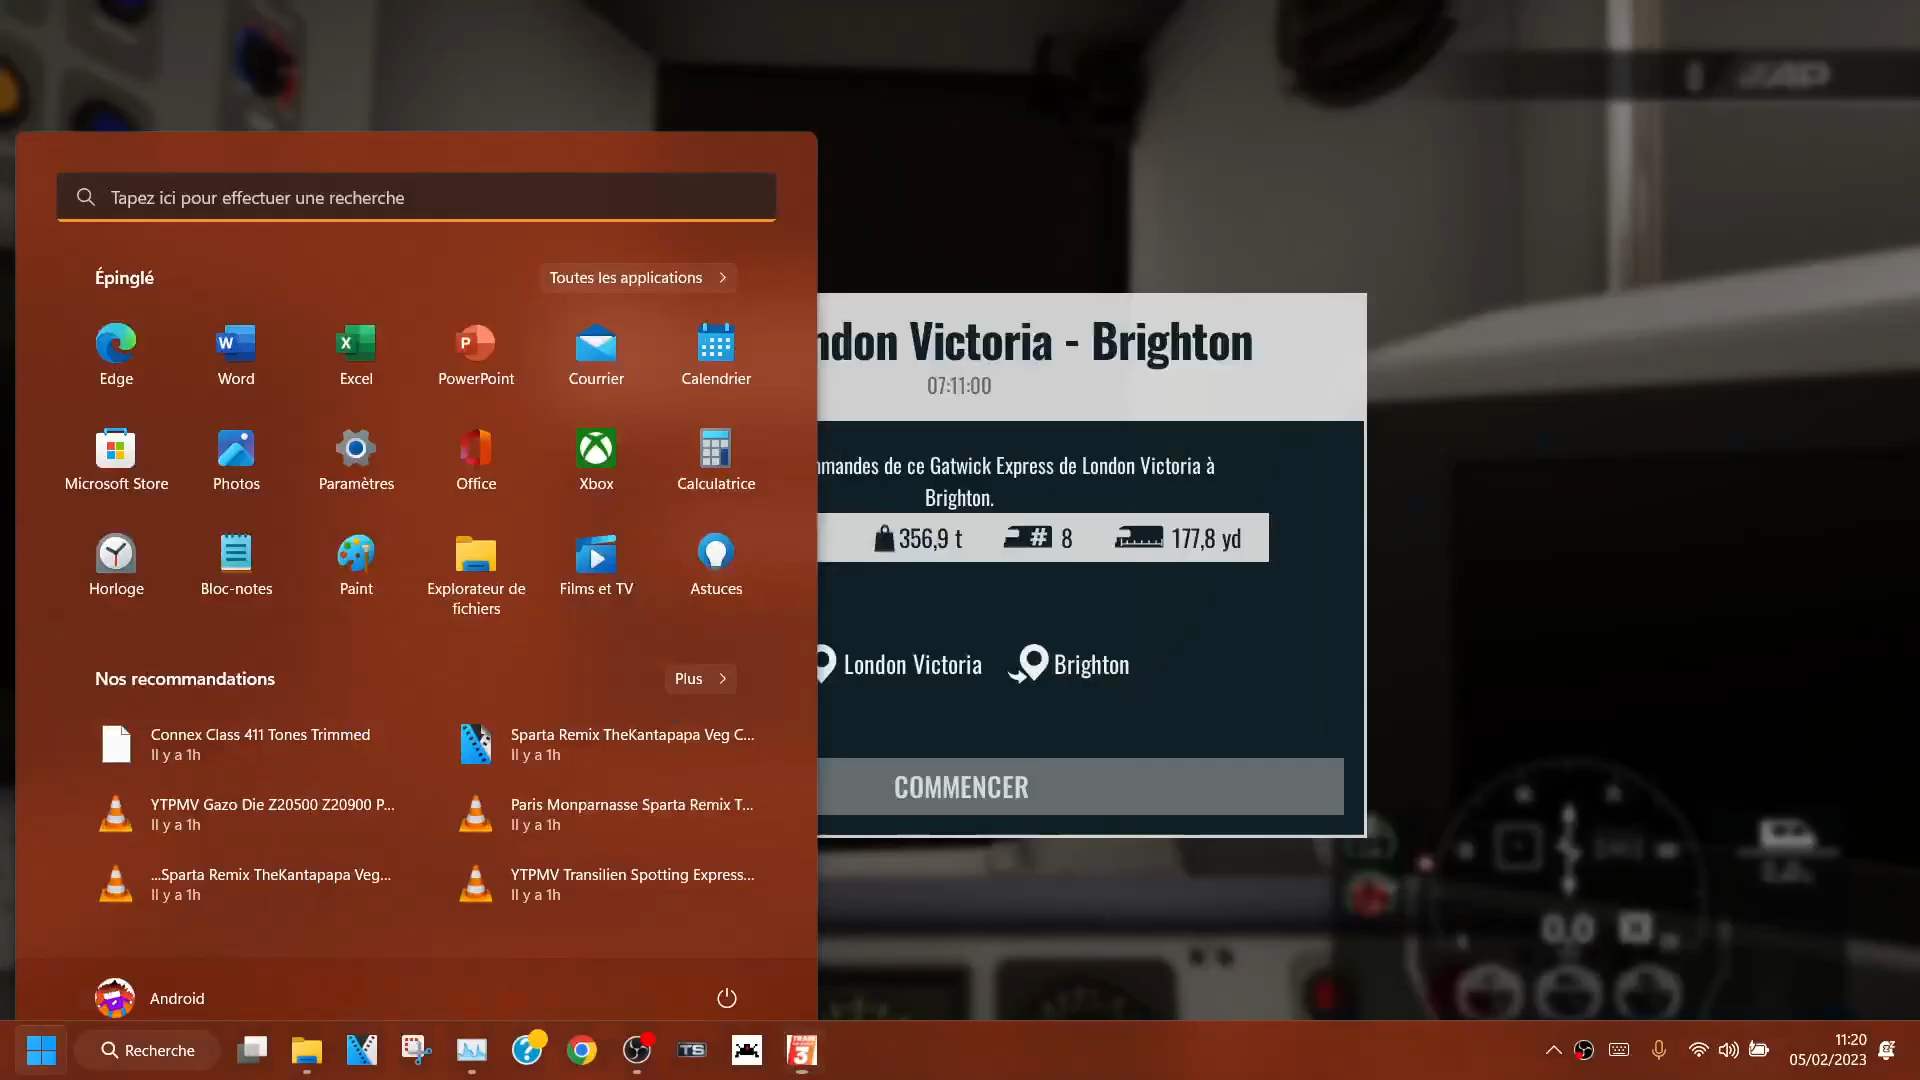 Tapez ici pour effectuer une recherche
Épinglé
Toutes les applications
Edge
Word
Excel
PowerPoint
Courrier
Calendrier
Microsoft Store
Photos
Paramètres
Office
Xbox
Calculatrice
Horloge
Bloc-notes
Paint
Explorateur de
fichiers
Films et TV
Astuces
Nos recommandations
Plus
Connex Class 411 Tones Trimmed
Il y a 1h
Sparta Remix TheKantapapa Veg C...
Il y a 1h
YTPMV Gazo Die Z20500 Z20900 P...
Il y a 1h
Paris Monparnasse Sparta Remix T...
Il y a 1h
...Sparta Remix TheKantapapa Veg...
Il y a 1h
YTPMV Transilien Spotting Express...
Il y a 1h
Android
ndon Victoria - Brighton
07:11:00
mmandes de ce Gatwick Express de London Victoria à
Brighton.
356,9 t
# 8
177,8 yd
London Victoria
Brighton
COMMENCER
0.0
Recherche
TS
3
11:20
05/02/2023